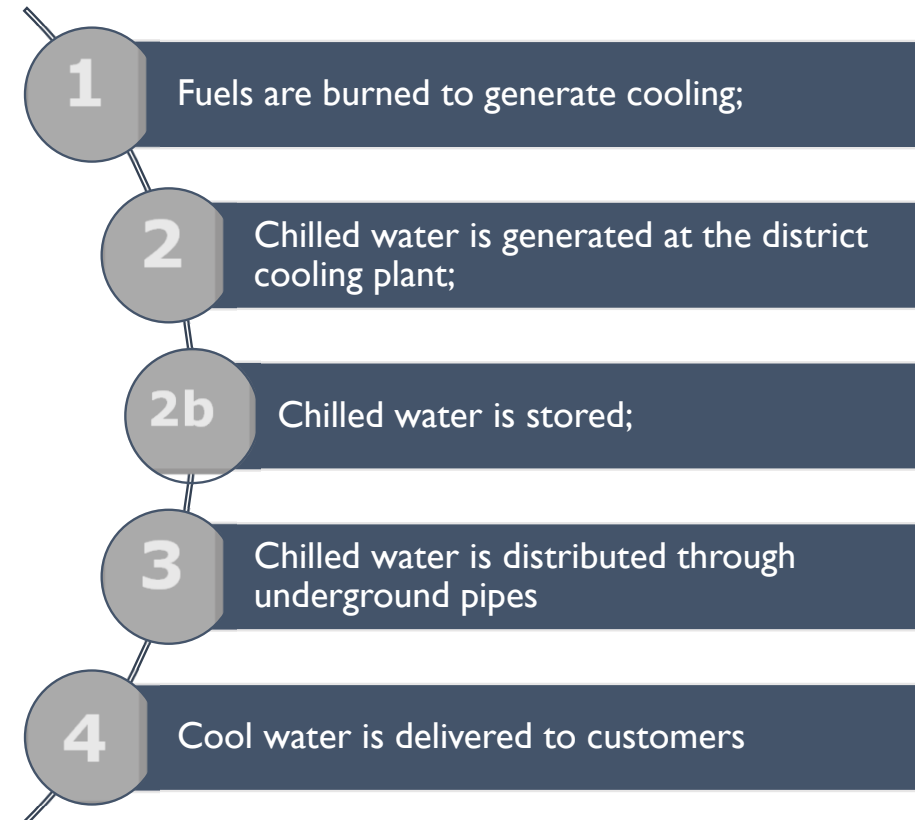 1
Fuels are burned to generate cooling;
2
Chilled water is generated at the district
cooling plant;
2b
Chilled water is stored;
3
Chilled water is distributed through
underground pipes
4
Cool water is delivered to customers